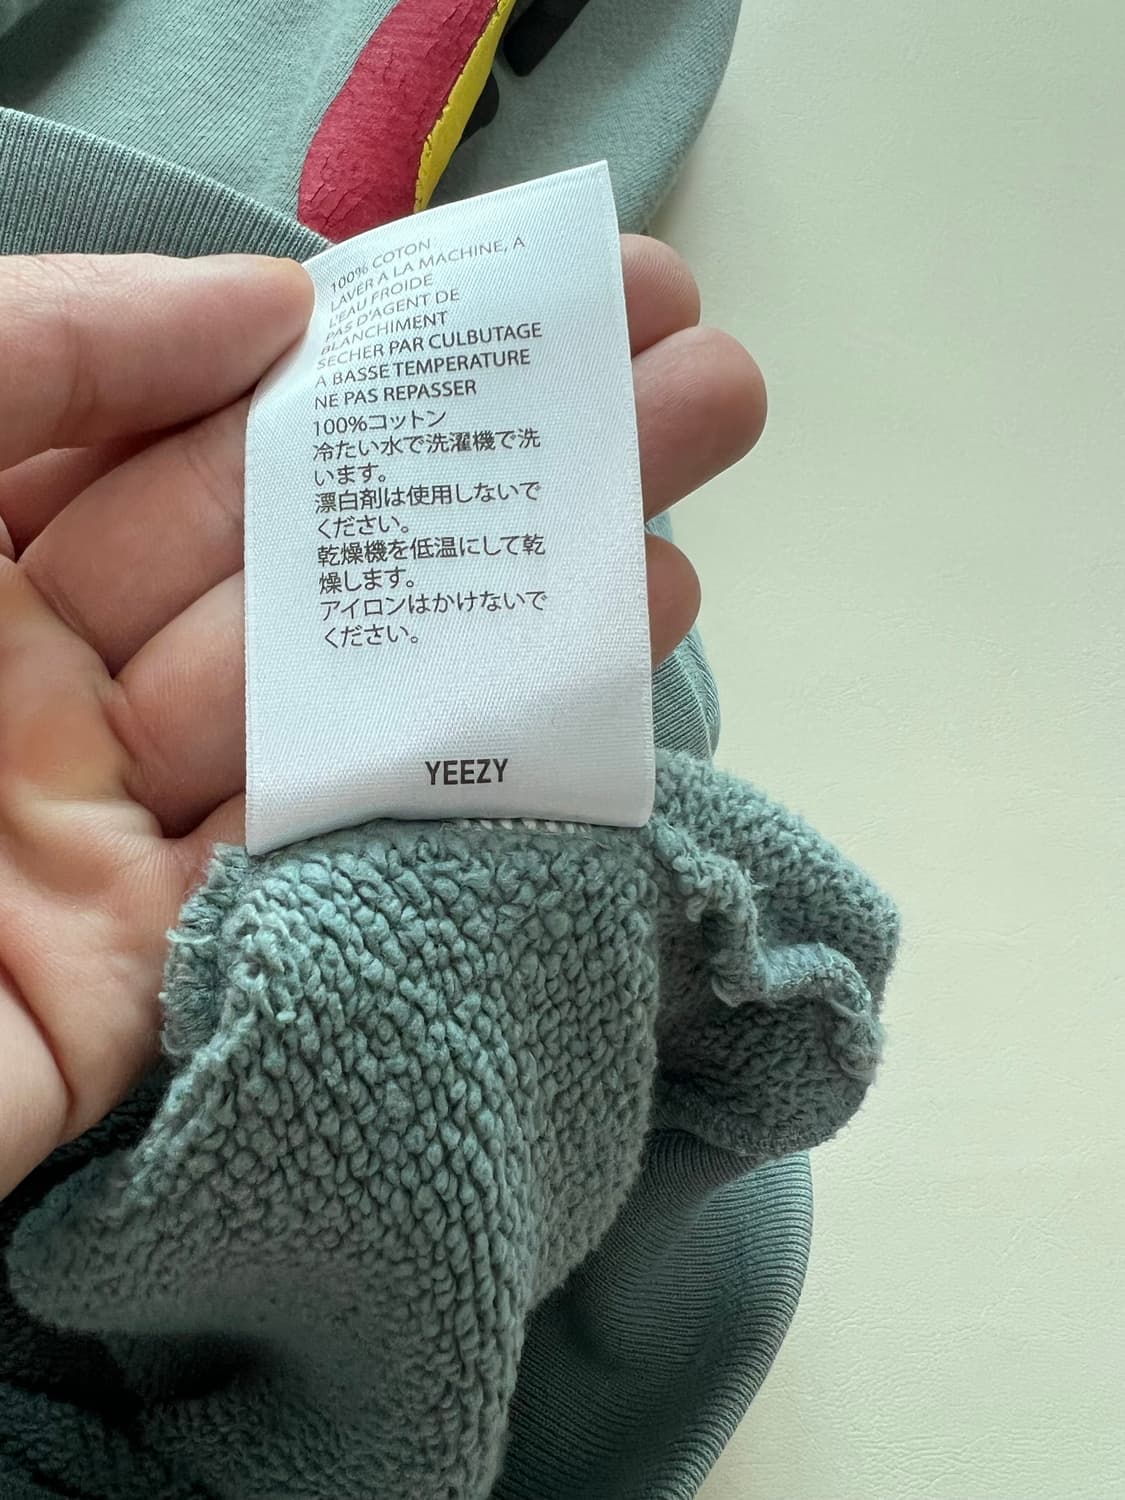 100% COTON
LAVER A LA MACHINE, A
L'EAU FROIDE
PAS D'AGENT DE
BLANCHIMENT
SECHER PAR CULBUTAGE
A BASSE TEMPERATURE
NE PAS REPASSER
100%コットン
冷たい水で洗濯機で洗
います。
漂白剤は使用しないで
ください。
乾燥機を低温にして乾
燥します。
アイロンはかけないで
ください。
YEEZY